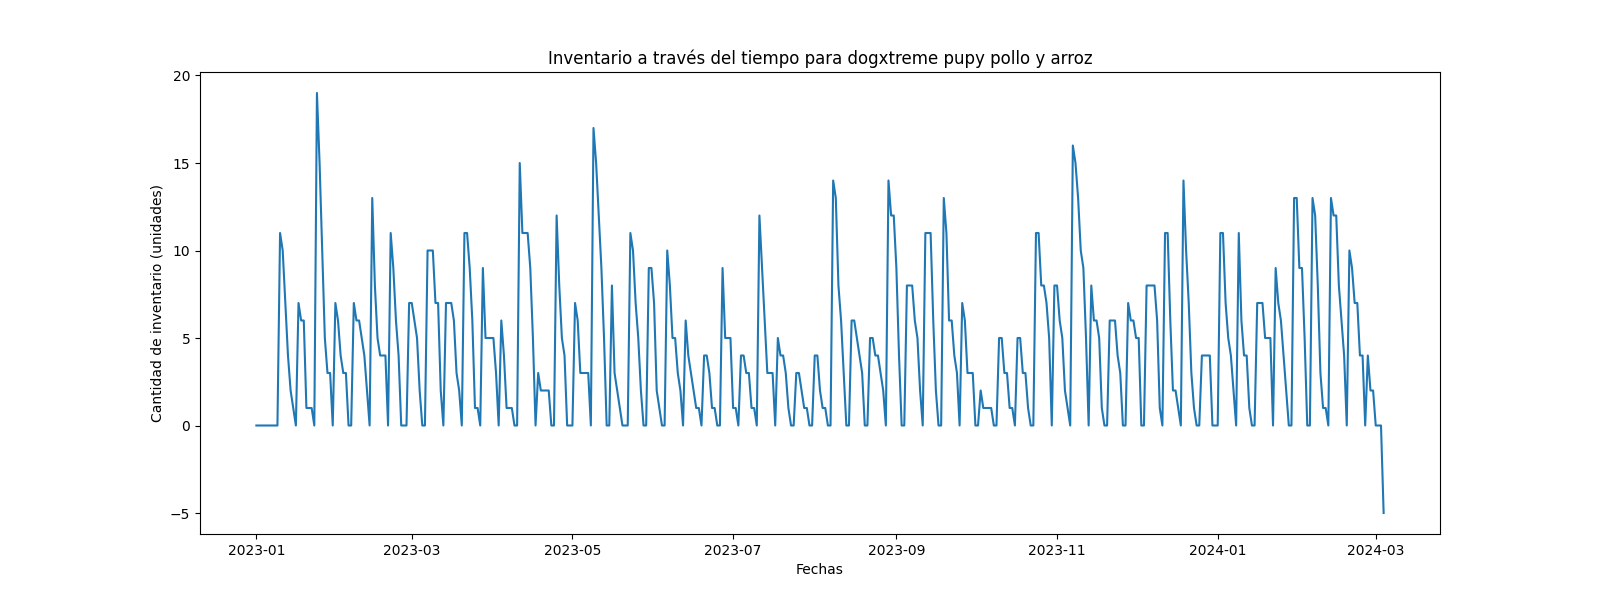 Inventario a través del tiempo para dogxtreme pupy pollo y arroz
Cantidad de inventario (unidades)
20
15
10
5
0
−5
2023-01 2023-03 2023-05 2023-07 2023-09 2023-11 2024-01 2024-03
Fechas